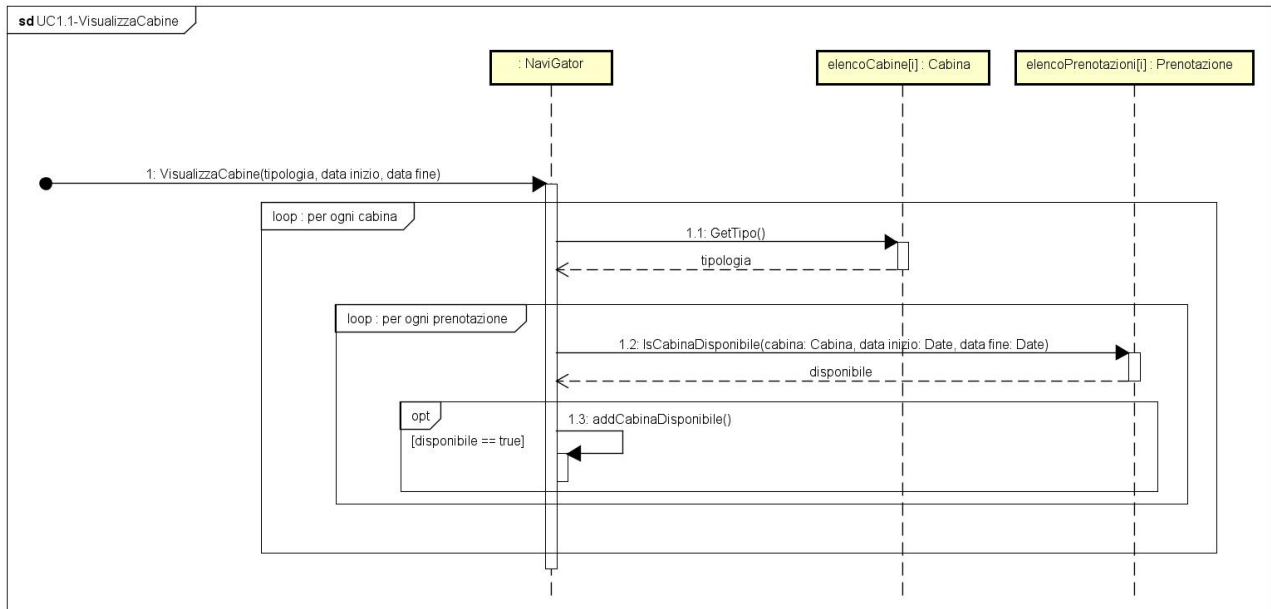 sd UC1.1-VisualizzaCabine
: NaviGator
elencoCabine[i] : Cabina
elencoPrenotazioni[i] : Prenotazione
1: VisualizzaCabine(tipologia, data inizio, data fine)
loop : per ogni cabina
1.1: GetTipo()
tipologia
loop : per ogni prenotazione
1.2: IsCabinaDisponibile(cabina: Cabina, data inizio: Date, data fine: Date)
disponibile
opt
1.3: addCabinaDisponibile()
[disponibile == true]